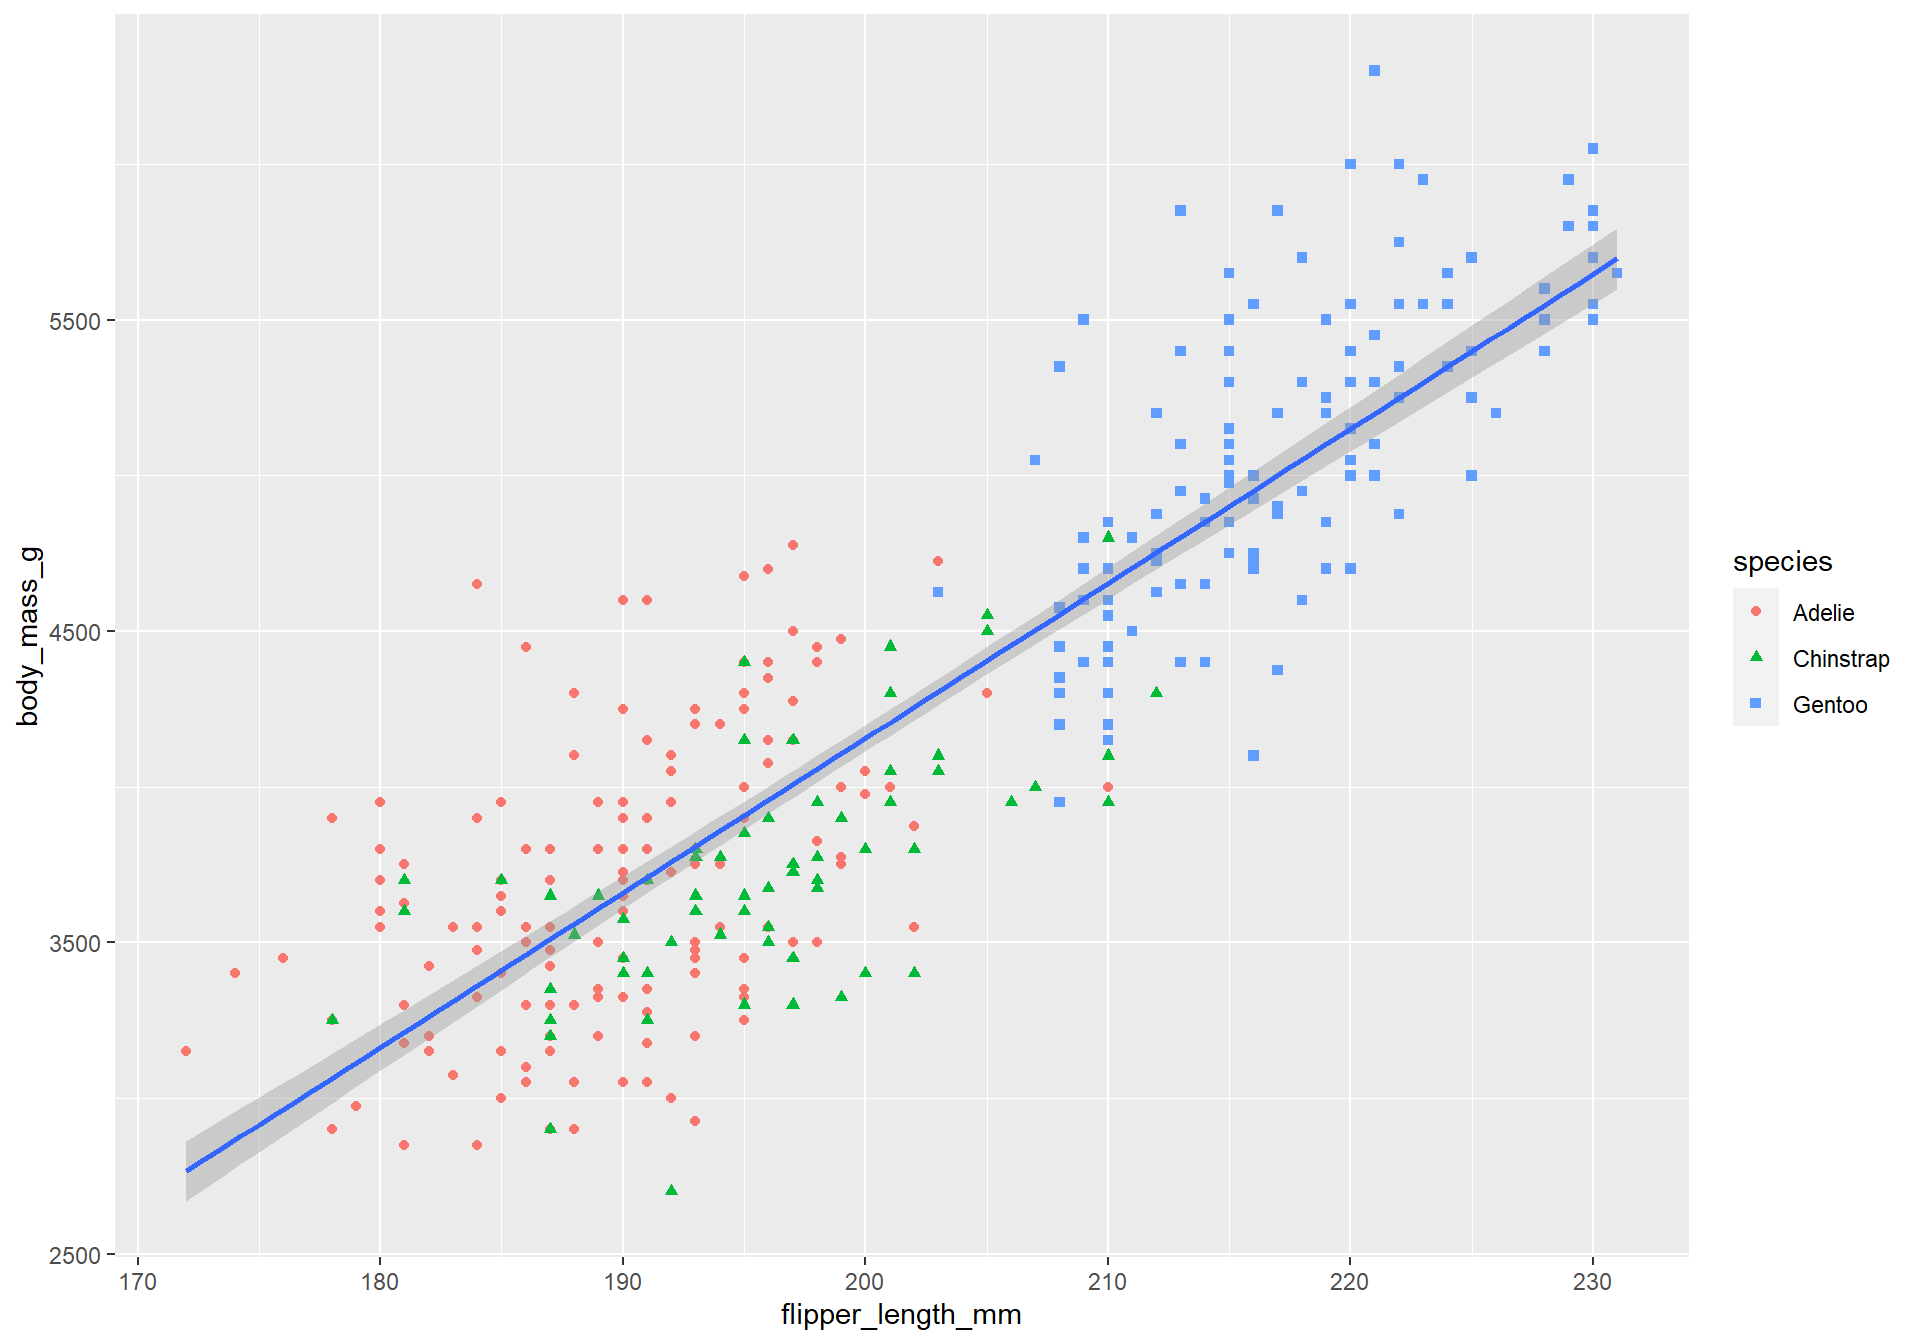 body_mass_g
5500
4500
3500
2500
170 180 190 200 210 220 230
flipper_length_mm
species
Adelie
Chinstrap
Gentoo